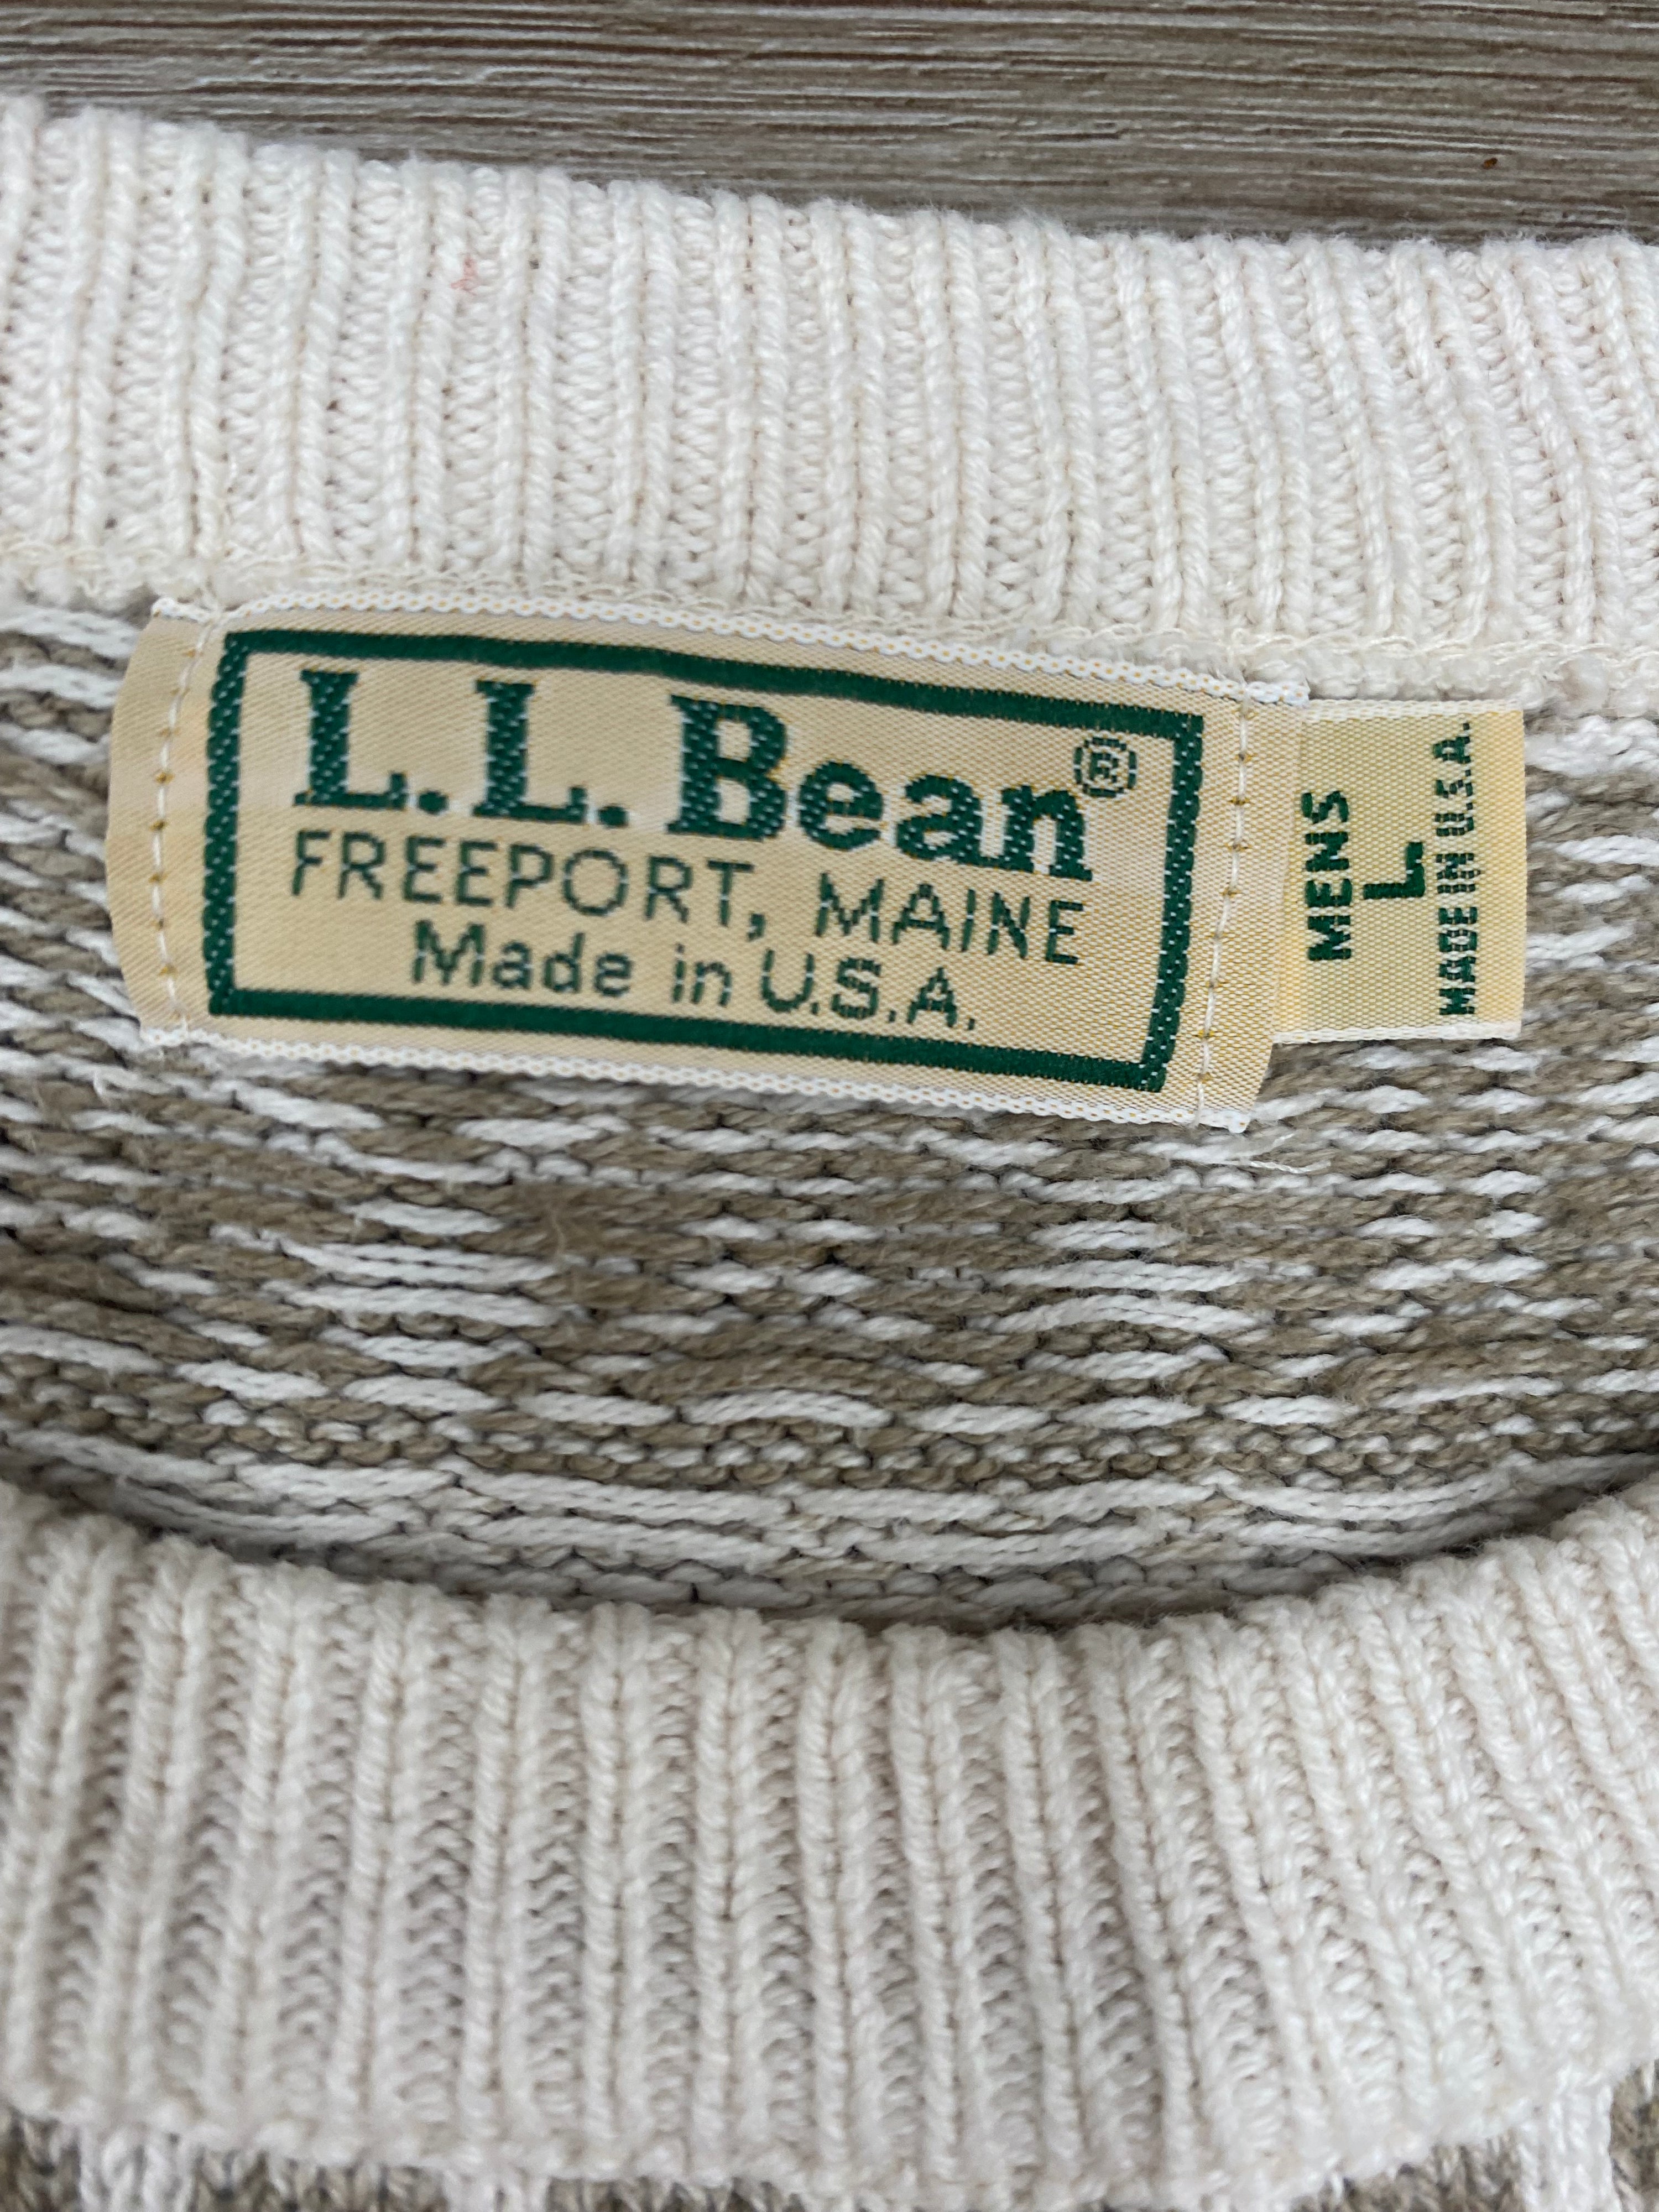 L.L.Bean®
FREEPORT, MAINE
Made in U.S.A.
MENS
L
MADE IN U.S.A.